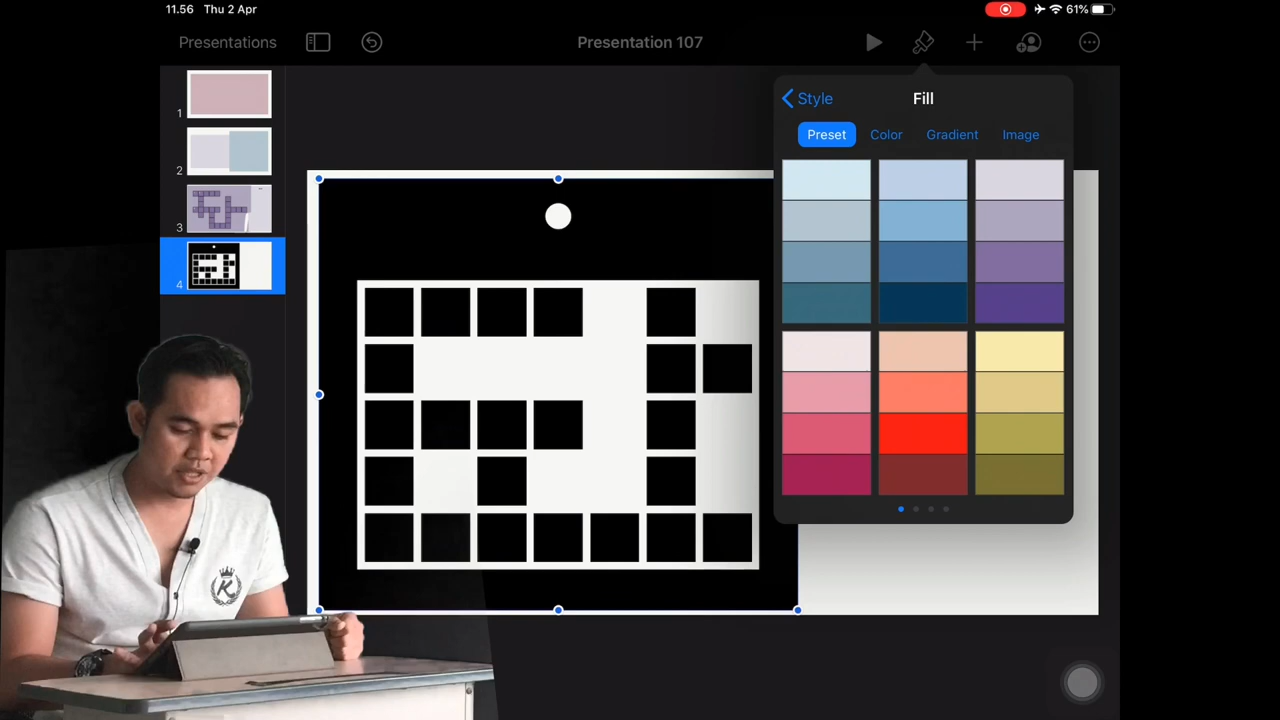 11.56 Thu 2 Apr
61%
Presentations
Presentation 107
Style
Fill
Preset Color Gradient Image
1
2
3
4
K